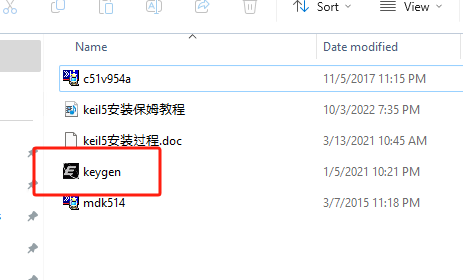 Sort
View
Name
Date modified
c51v954a 11/5/2017 11:15 PM
keil5安装保姆教程 10/3/2022 7:35 PM
keil5安装过程.doc 3/13/2021 10:45 AM
keygen 1/5/2021 10:21 PM
mdk514 3/7/2015 11:18 PM